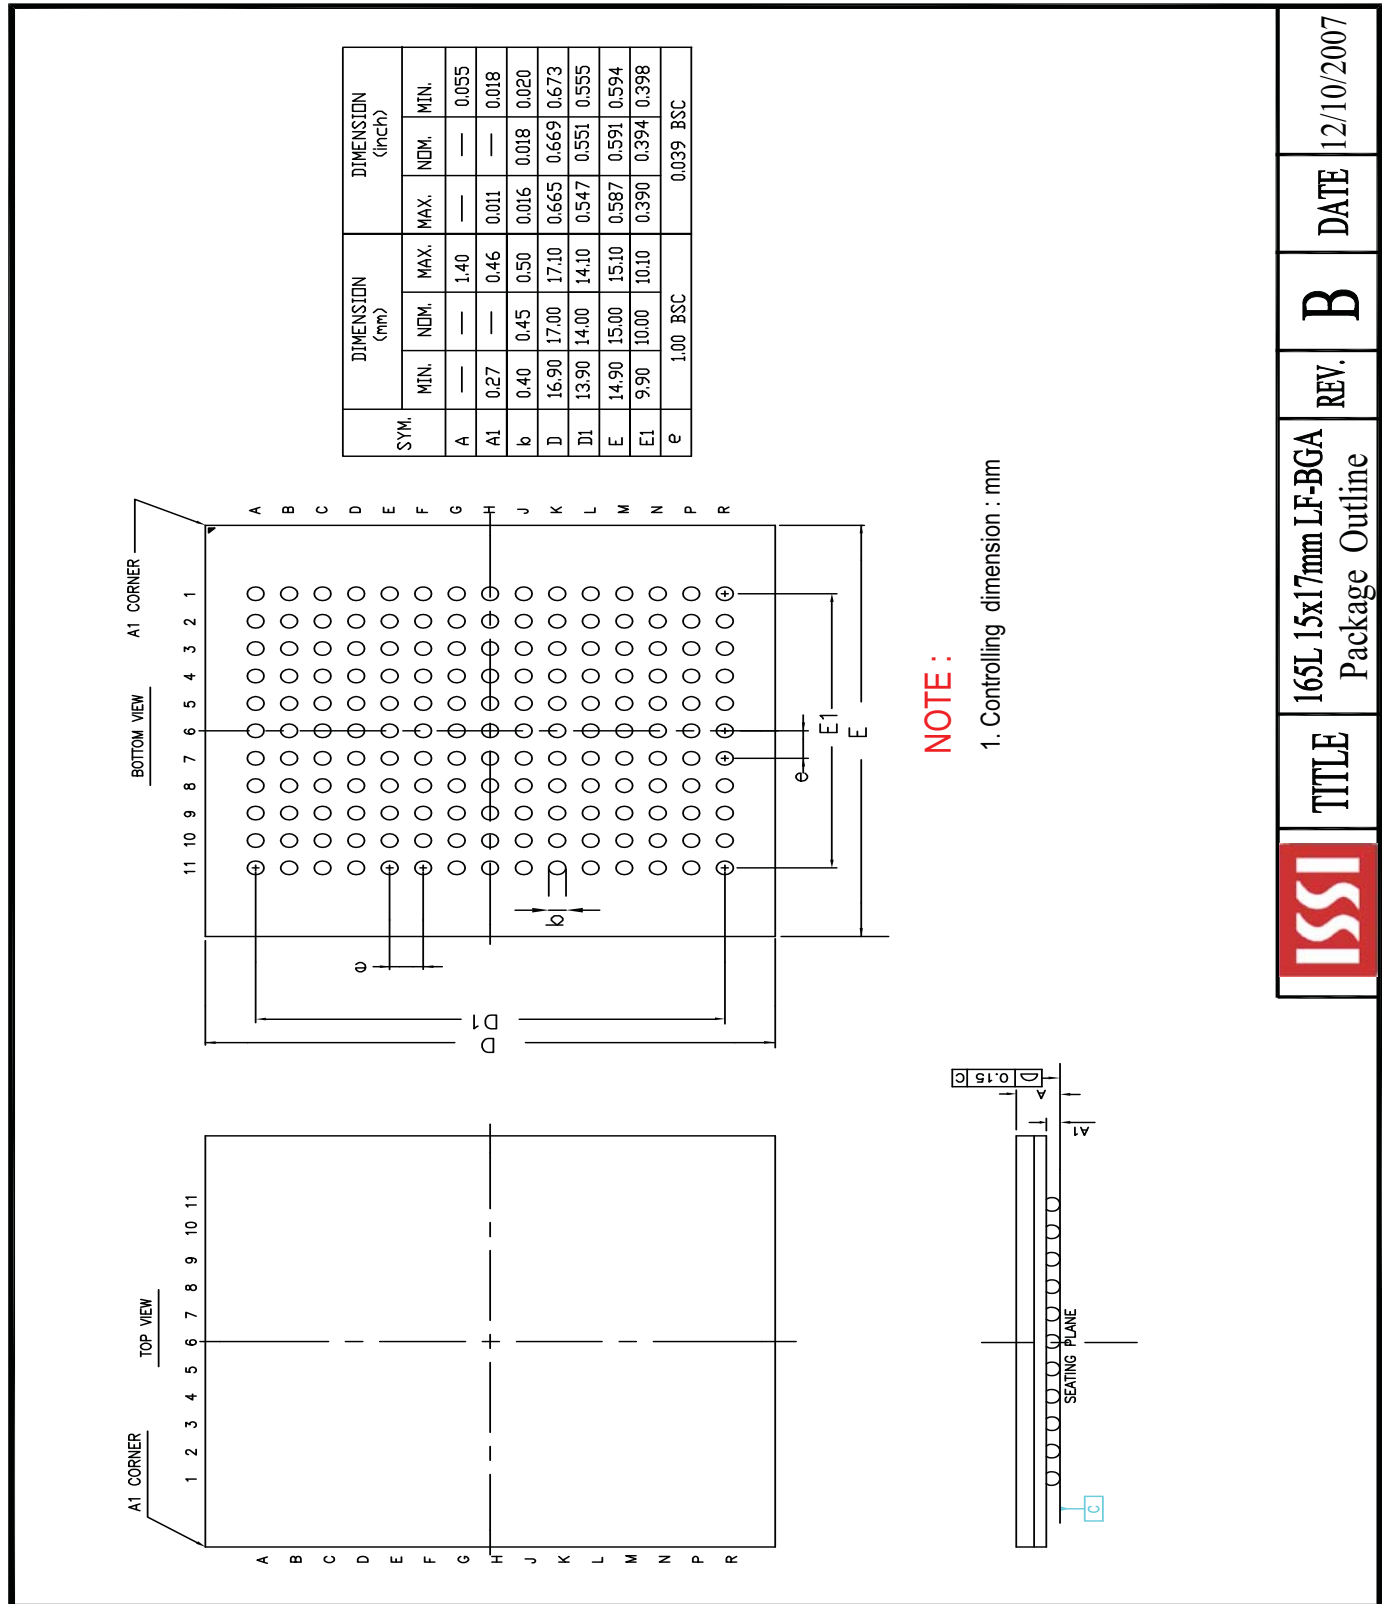 A1 CORNER
TOP VIEW
1 2 3 4 5 6 7 8 9 10 11
A
B
C
D
E
F
G
H
J
K
L
M
N
P
R
BOTTOM VIEW
A1 CORNER
11 10 9 8 7 6 5 4 3 2 1
A
B
C
D
E
F
G
H
J
K
L
M
N
P
R
e
b
D1
D
e
E1
E
SYM. DIMENSION (mm) DIMENSION (inch)
MIN. NOM. MAX. MAX. NOM. MIN.
A — — 1.40 — — 0.055
A1 0.27 — 0.46 0.011 — 0.018
b 0.40 0.45 0.50 0.016 0.018 0.020
D 16.90 17.00 17.10 0.665 0.669 0.673
D1 13.90 14.00 14.10 0.547 0.551 0.555
E 14.90 15.00 15.10 0.587 0.591 0.594
E1 9.90 10.00 10.10 0.390 0.394 0.398
e 1.00 BSC 0.039 BSC
C
SEATING PLANE
A1
A
0.15 C
NOTE :
1. Controlling dimension : mm
ISSI
TITLE
165L 15x17mm LF-BGA
Package Outline
REV.
B
DATE
12/10/2007